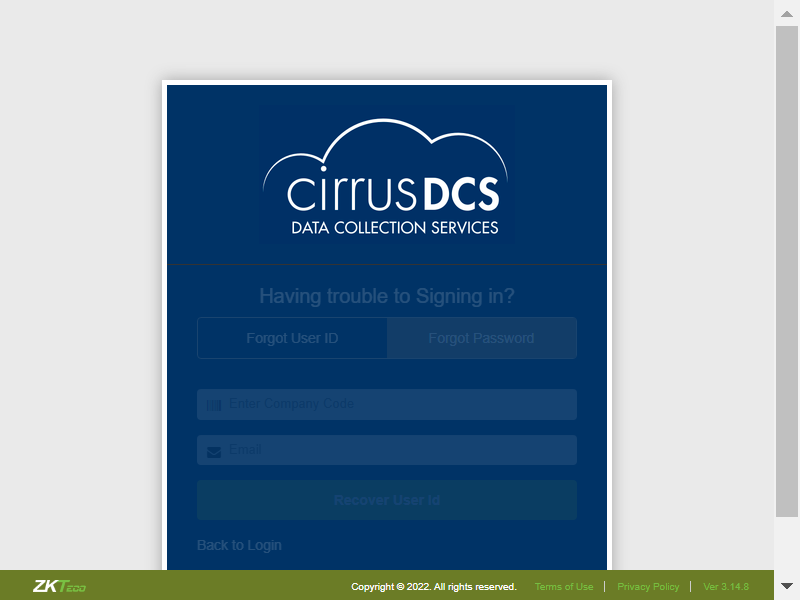 cirrus DCS
DATA COLLECTION SERVICES
Having trouble to Signing in?
Forgot User ID
Forgot Password
Enter Company Code
Email
Recover User Id
Back to Login
ZKTECO
Copyright © 2022. All rights reserved.
Terms of Use
Privacy Policy
Ver 3.14.8